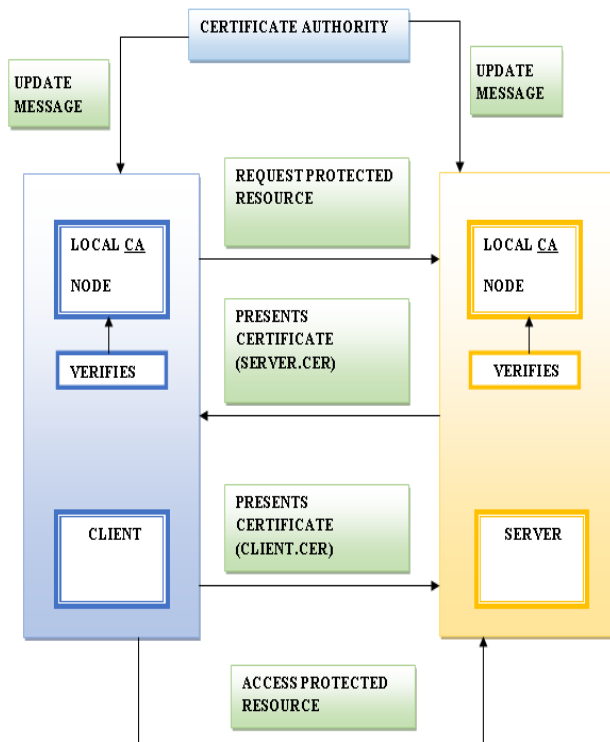 CERTIFICATE AUTHORITY
UPDATE
MESSAGE
UPDATE
MESSAGE
REQUEST PROTECTED
RESOURCE
LOCAL CA
NODE
LOCAL CA
NODE
PRESENTS
CERTIFICATE
(SERVER.CER)
VERIFIES
VERIFIES
PRESENTS
CERTIFICATE
(CLIENT.CER)
CLIENT
SERVER
ACCESS PROTECTED
RESOURCE